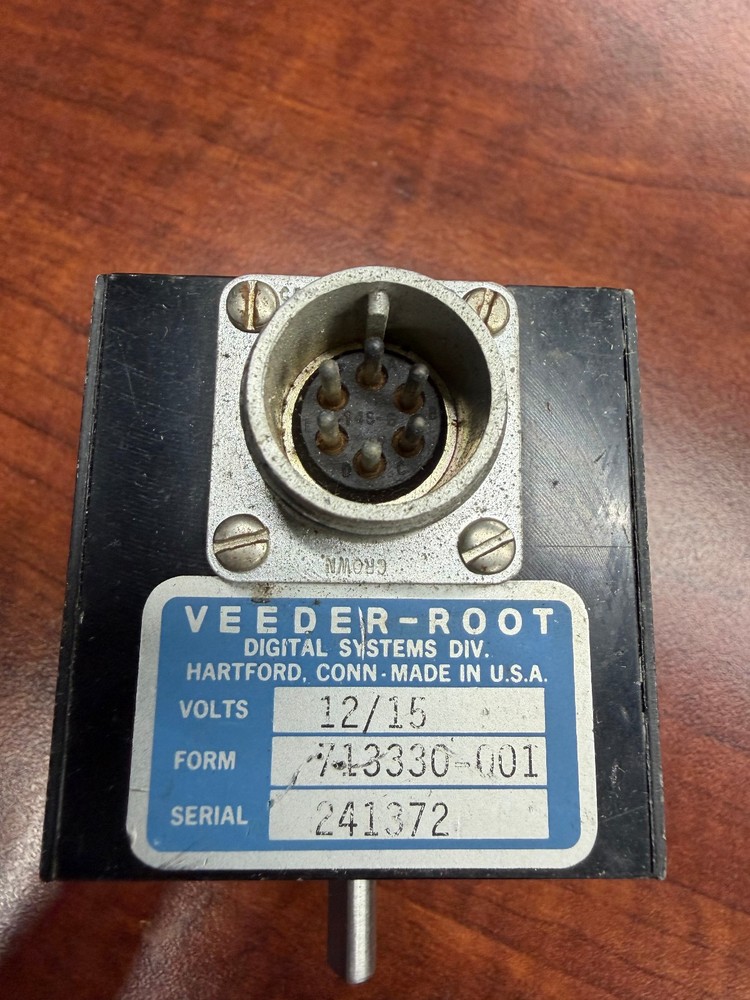 VEEDER-ROOT
DIGITAL SYSTEMS DIV.
HARTFORD, CONN-MADE IN U.S.A.
VOLTS 12/15
FORM 713330-001
SERIAL 241372
CROWN